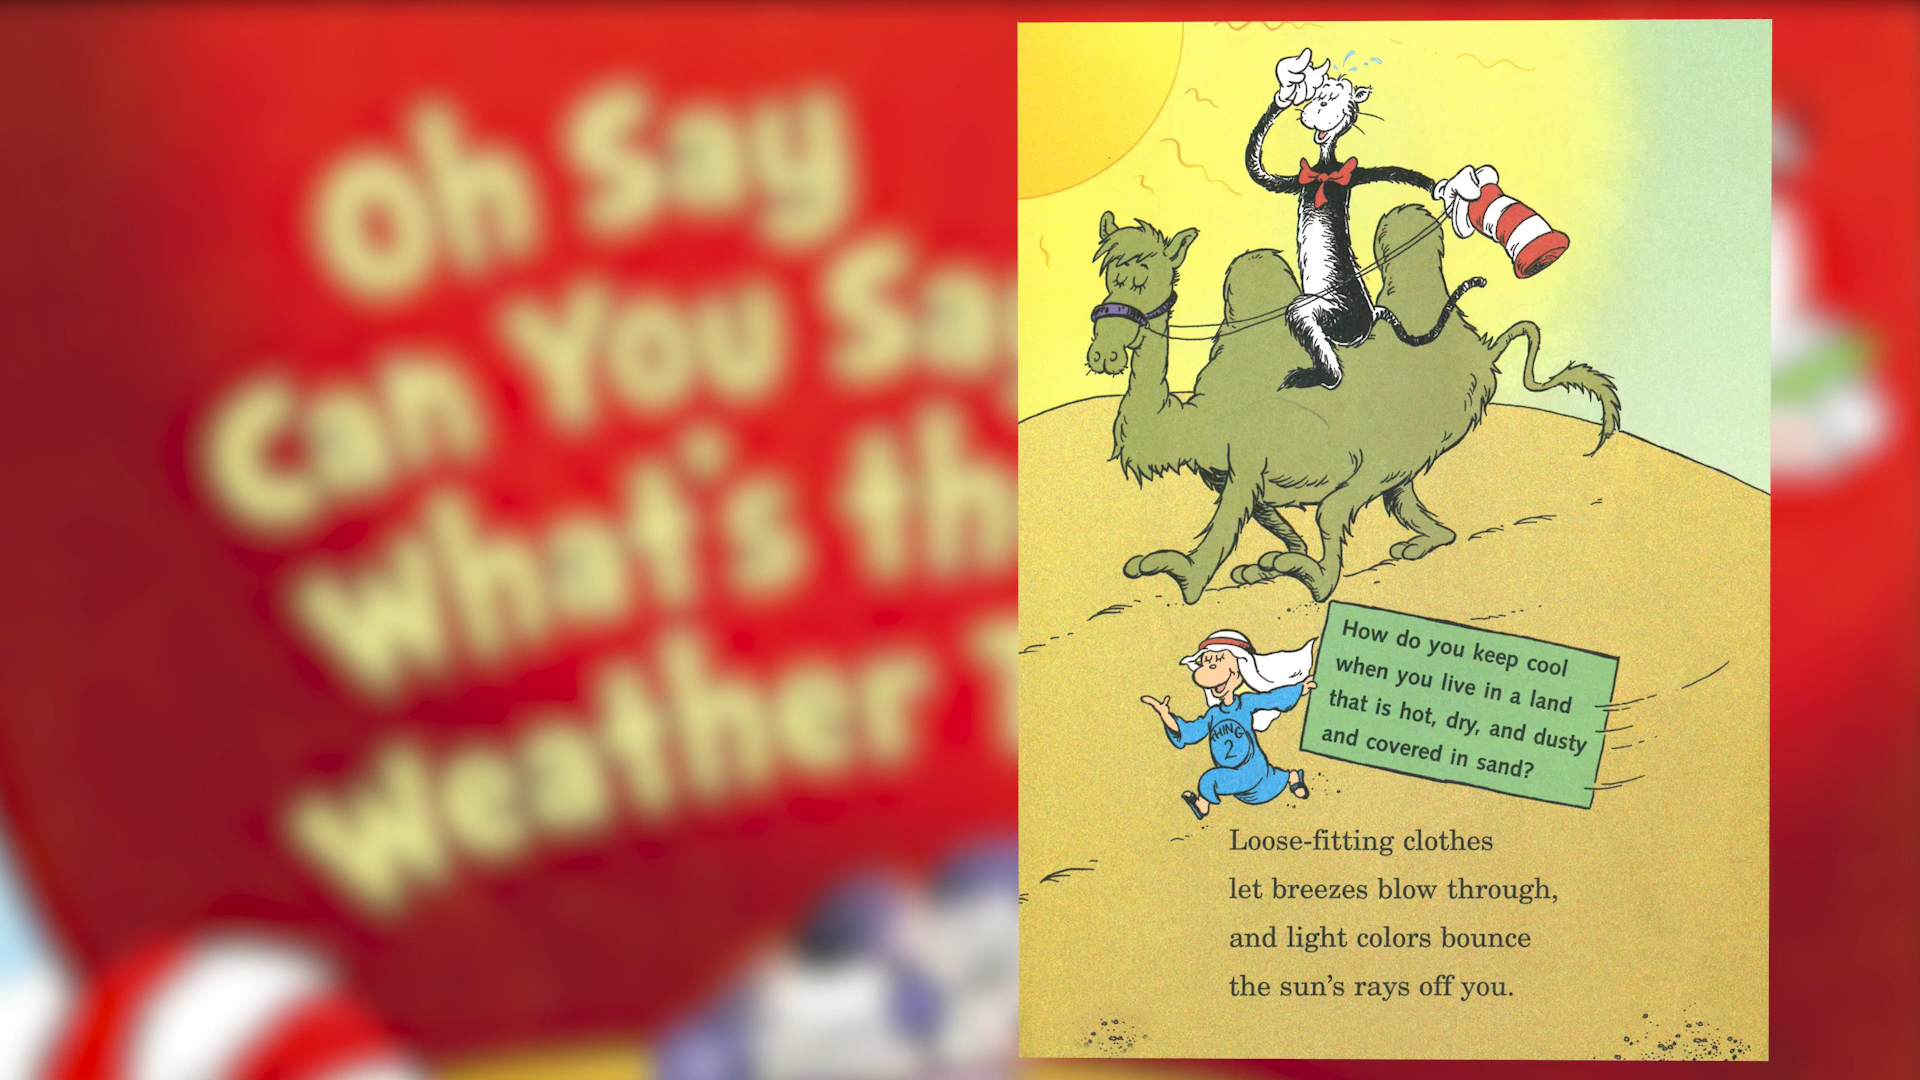 Oh Say
Can You Say
What's the
Weather
How do you keep cool
when you live in a land
that is hot, dry, and dusty
and covered in sand?
THING
2
Loose-fitting clothes
let breezes blow through,
and light colors bounce
the sun's rays off you.